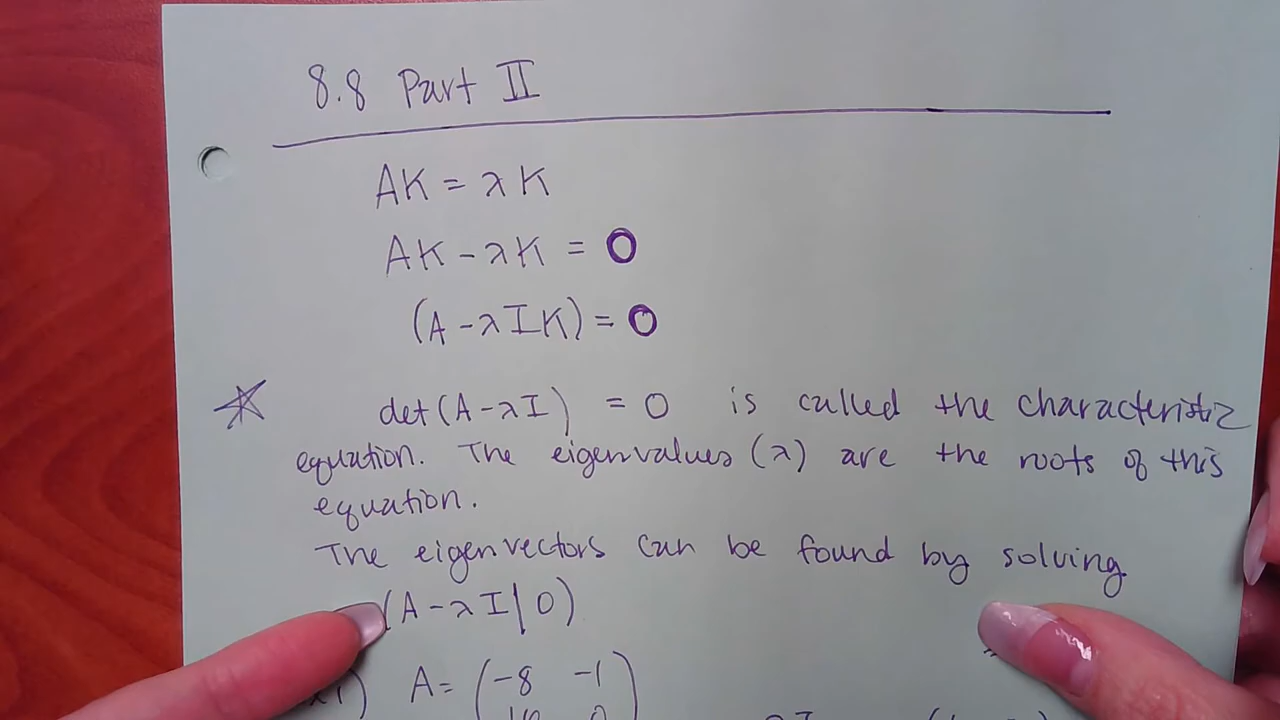 8.8 Part II
AK = λK
AK - λK = 0
(A - λIK) = 0
det(A - λI) = 0 is called the characteristic
equation. The eigenvalues (λ) are the roots of this
equation.
The eigenvectors can be found by solving
(A - λI | 0)
A = (-8 -1